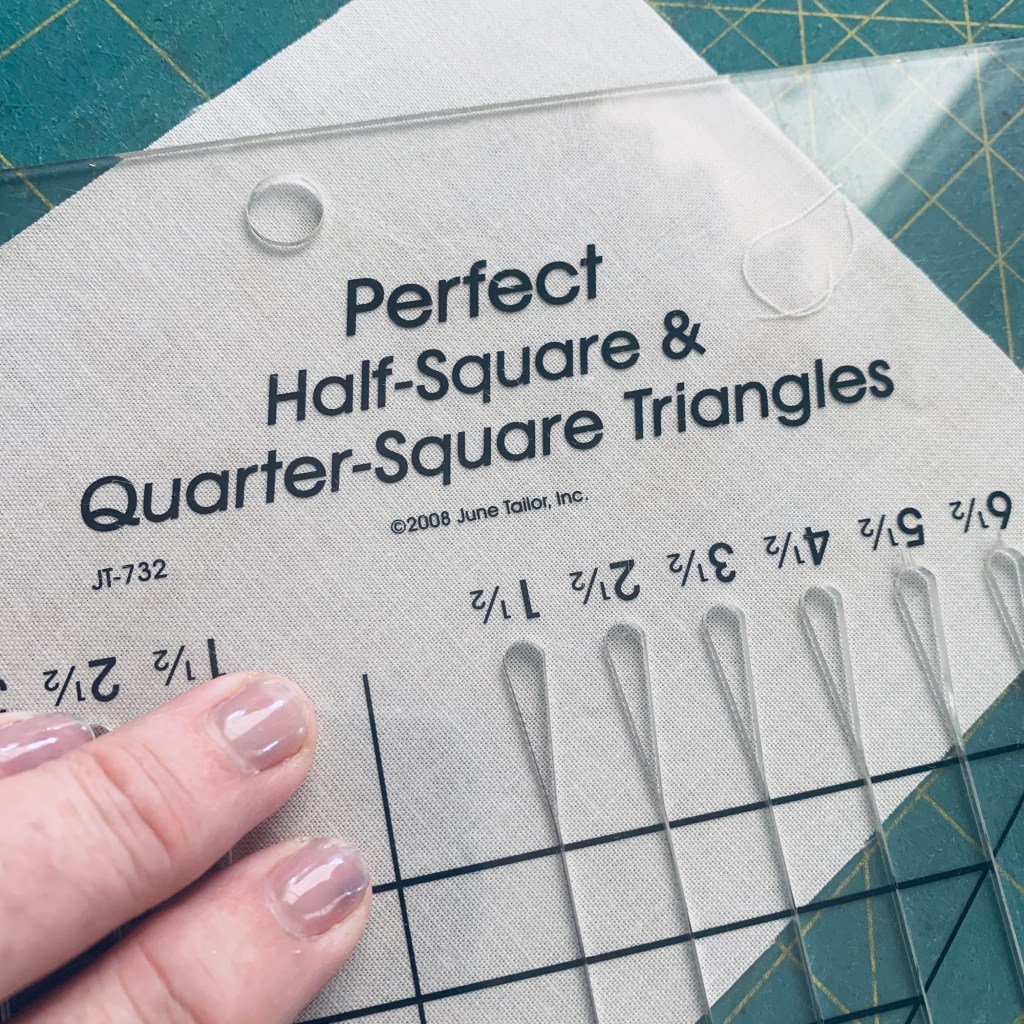 Perfect
Half-Square &
Quarter-Square Triangles
©2008 June Tailor, Inc.
JT-732
1½ 2½ 3½ 4½ 5½ 6½
2½ 1½